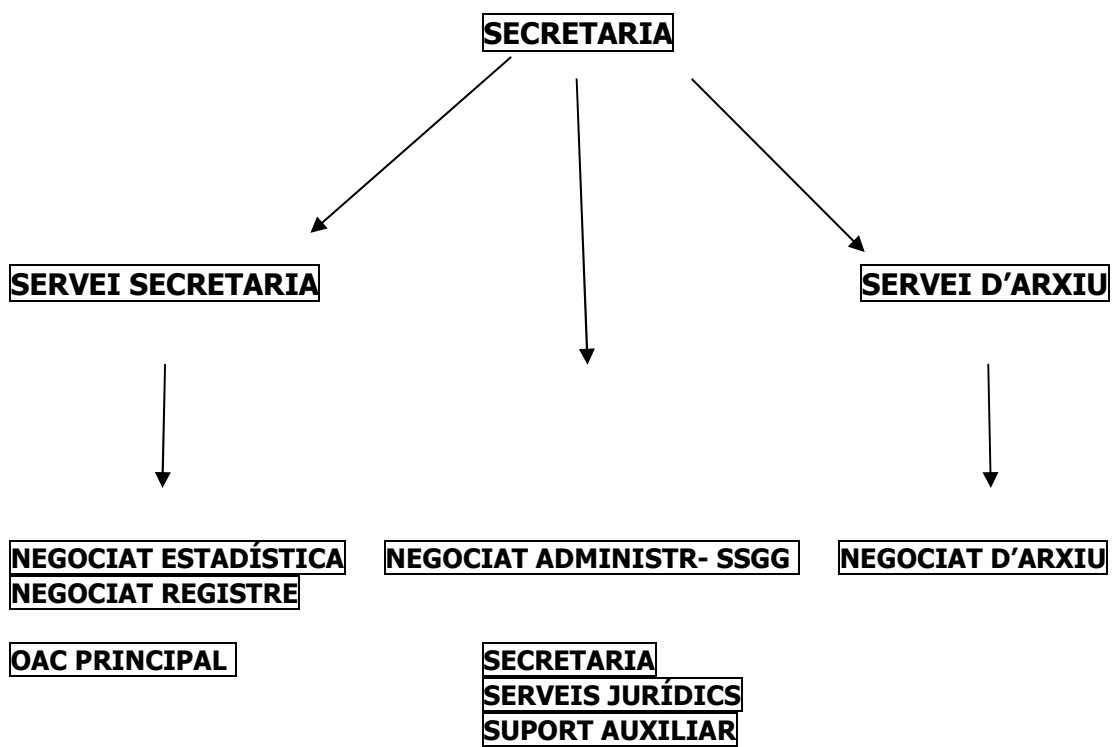 SECRETARIA
SERVEI SECRETARIA
SERVEI D'ARXIU
NEGOCIAT ESTADÍSTICA
NEGOCIAT REGISTRE
NEGOCIAT ADMINISTR- SSGG
NEGOCIAT D'ARXIU
OAC PRINCIPAL
SECRETARIA
SERVEIS JURÍDICS
SUPORT AUXILIAR